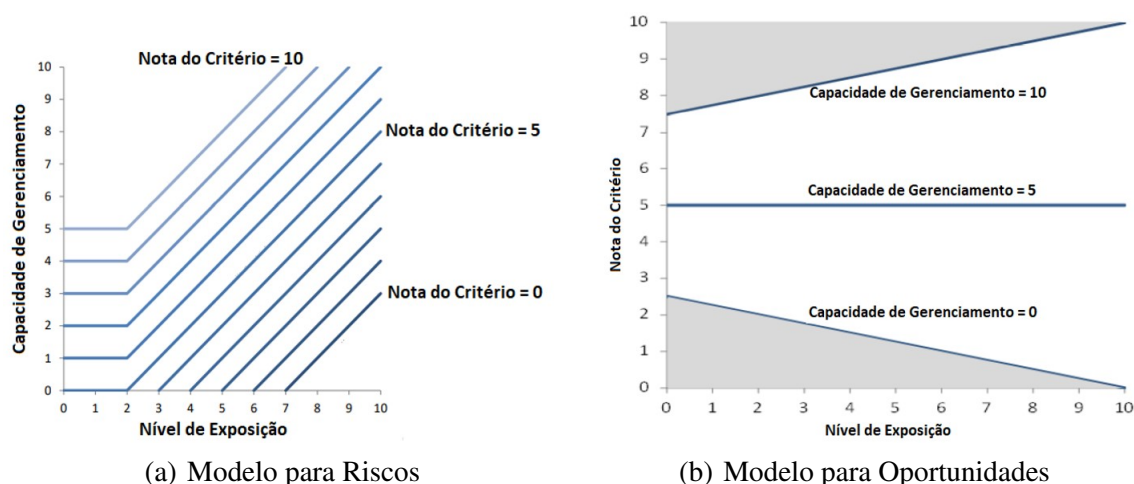 Nota do Critério = 10
Capacidade de Gerenciamento
10
9
8
7
6
5
4
3
2
1
0
Nota do Critério = 5
Nota do Critério = 0
0 1 2 3 4 5 6 7 8 9 10
Nível de Exposição
(a) Modelo para Riscos
Nota do Critério
10
9
8
7
6
5
4
3
2
1
0
Capacidade de Gerenciamento = 10
Capacidade de Gerenciamento = 5
Capacidade de Gerenciamento = 0
0 1 2 3 4 5 6 7 8 9 10
Nível de Exposição
(b) Modelo para Oportunidades